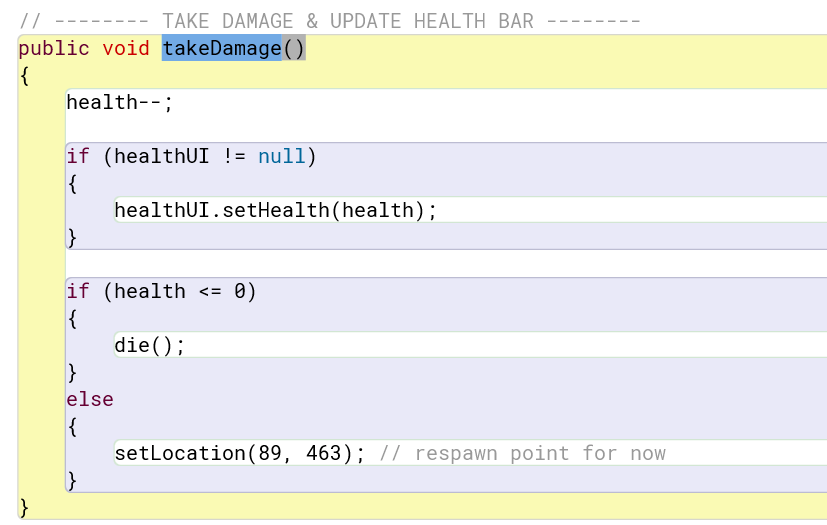 // -------- TAKE DAMAGE & UPDATE HEALTH BAR --------
public void takeDamage()
{
    health--;

    if (healthUI != null)
    {
        healthUI.setHealth(health);
    }

    if (health <= 0)
    {
        die();
    }
    else
    {
        setLocation(89, 463); // respawn point for now
    }
}